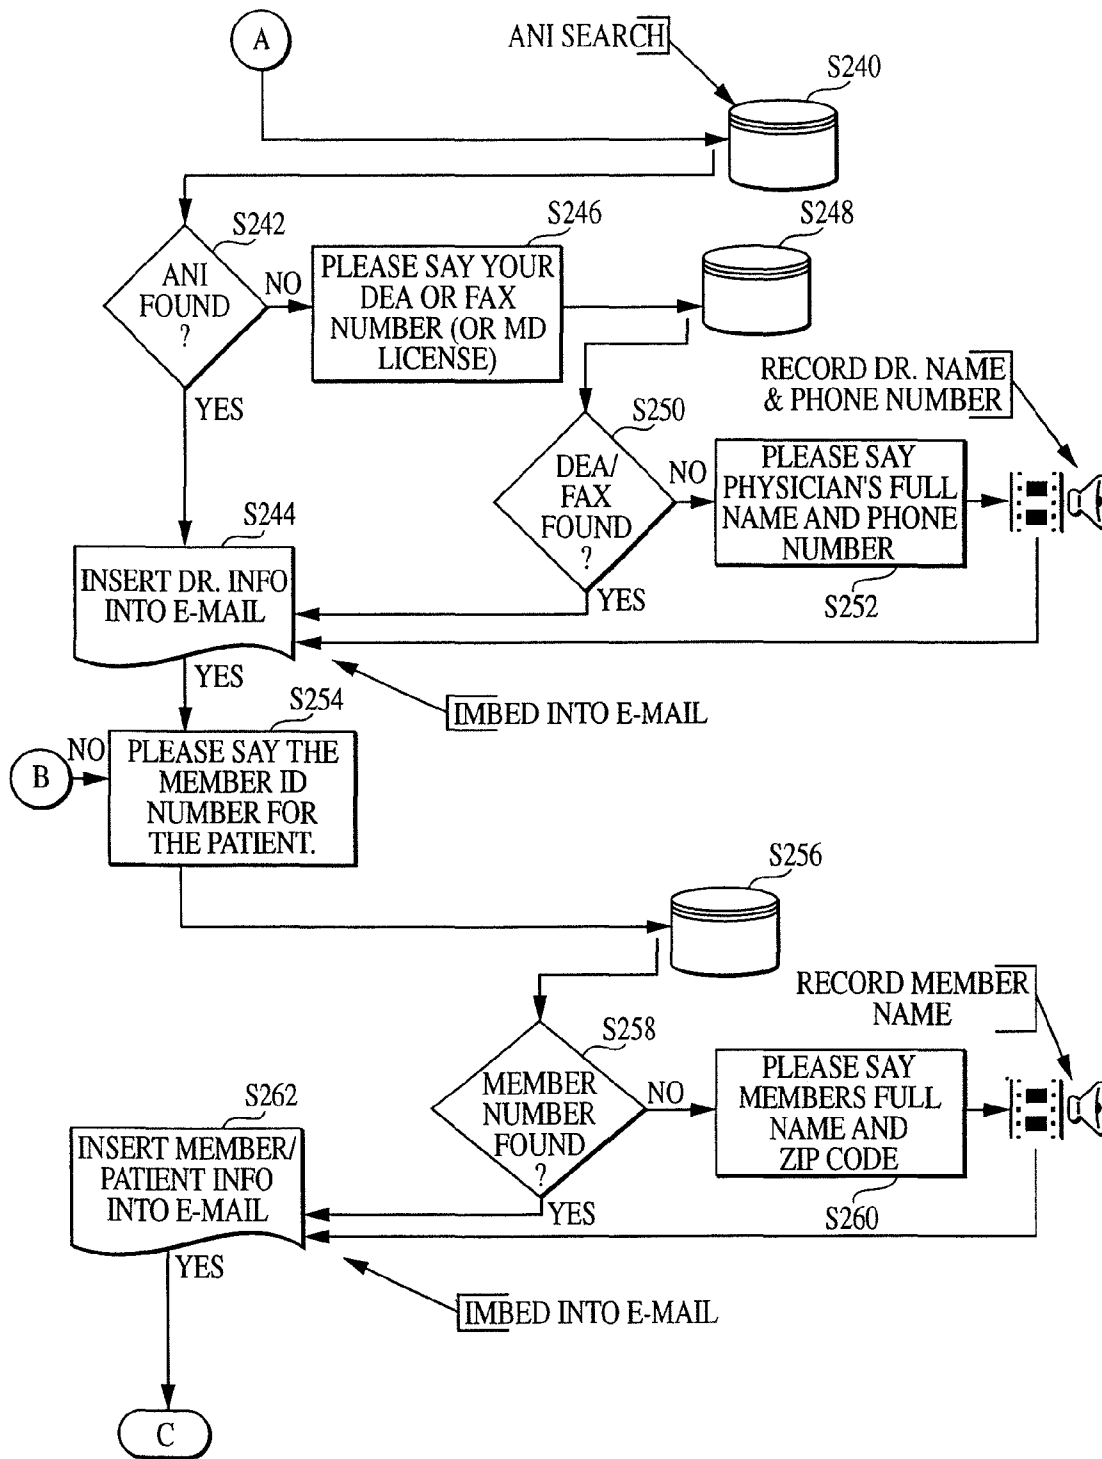 A
ANI SEARCH
S240
S242
ANI
FOUND
?
NO
YES
S246
PLEASE SAY YOUR
DEA OR FAX
NUMBER (OR MD
LICENSE)
S248
S250
DEA/
FAX
FOUND
?
NO
YES
RECORD DR. NAME
& PHONE NUMBER
PLEASE SAY
PHYSICIAN'S FULL
NAME AND PHONE
NUMBER
S252
S244
INSERT DR. INFO
INTO E-MAIL
YES
IMBED INTO E-MAIL
S254
B
NO
PLEASE SAY THE
MEMBER ID
NUMBER FOR
THE PATIENT.
S256
S258
MEMBER
NUMBER
FOUND
?
NO
YES
RECORD MEMBER
NAME
PLEASE SAY
MEMBERS FULL
NAME AND
ZIP CODE
S260
S262
INSERT MEMBER/
PATIENT INFO
INTO E-MAIL
YES
IMBED INTO E-MAIL
C